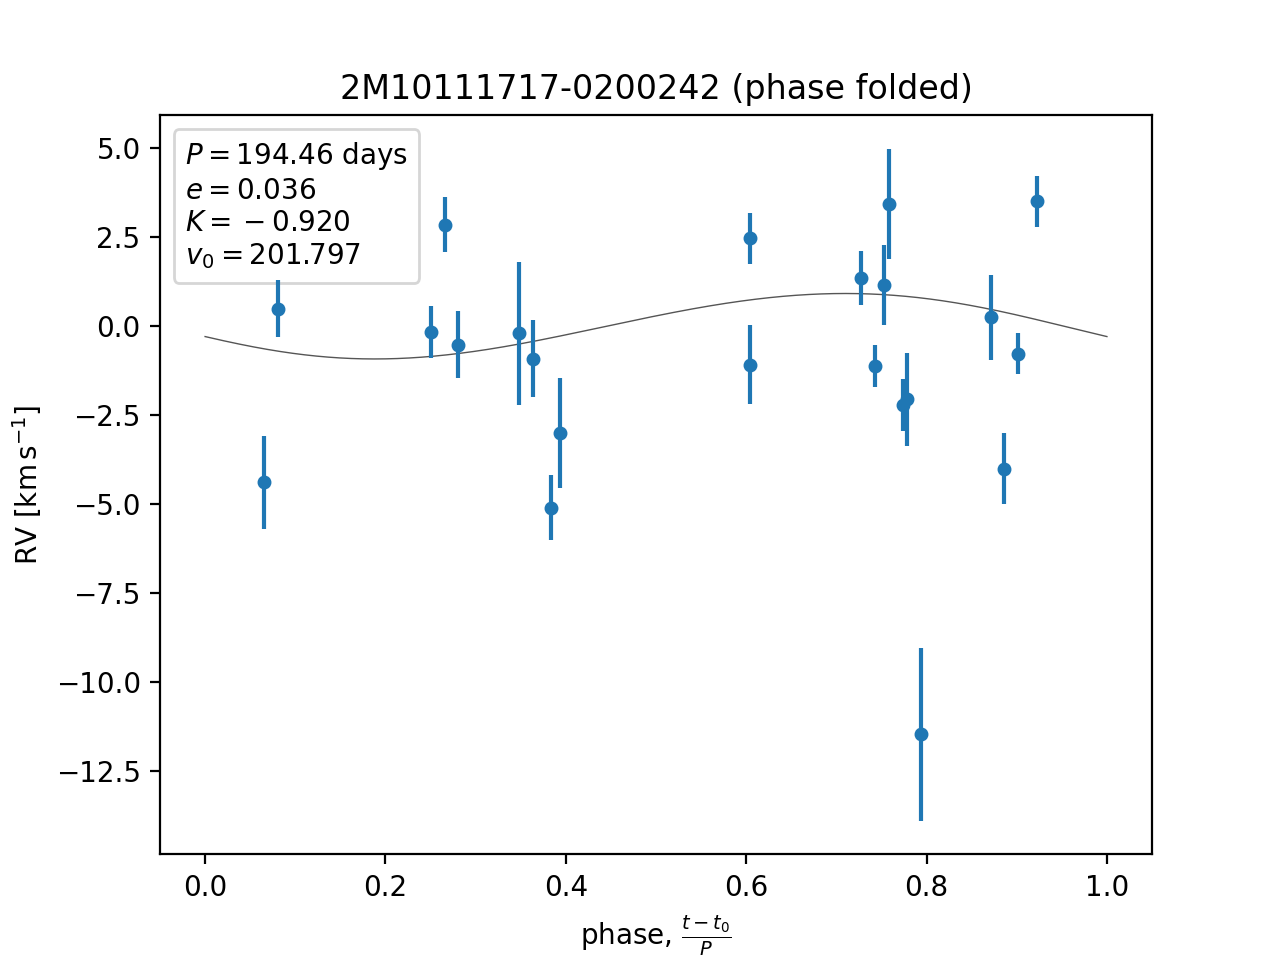 2M10111717-0200242 (phase folded)
P = 194.46 days
e = 0.036
K = −0.920
v₀ = 201.797
5.0
2.5
0.0
−2.5
−5.0
−7.5
−10.0
−12.5
RV [km s⁻¹]
0.0 0.2 0.4 0.6 0.8 1.0
phase, (t − t₀)/P